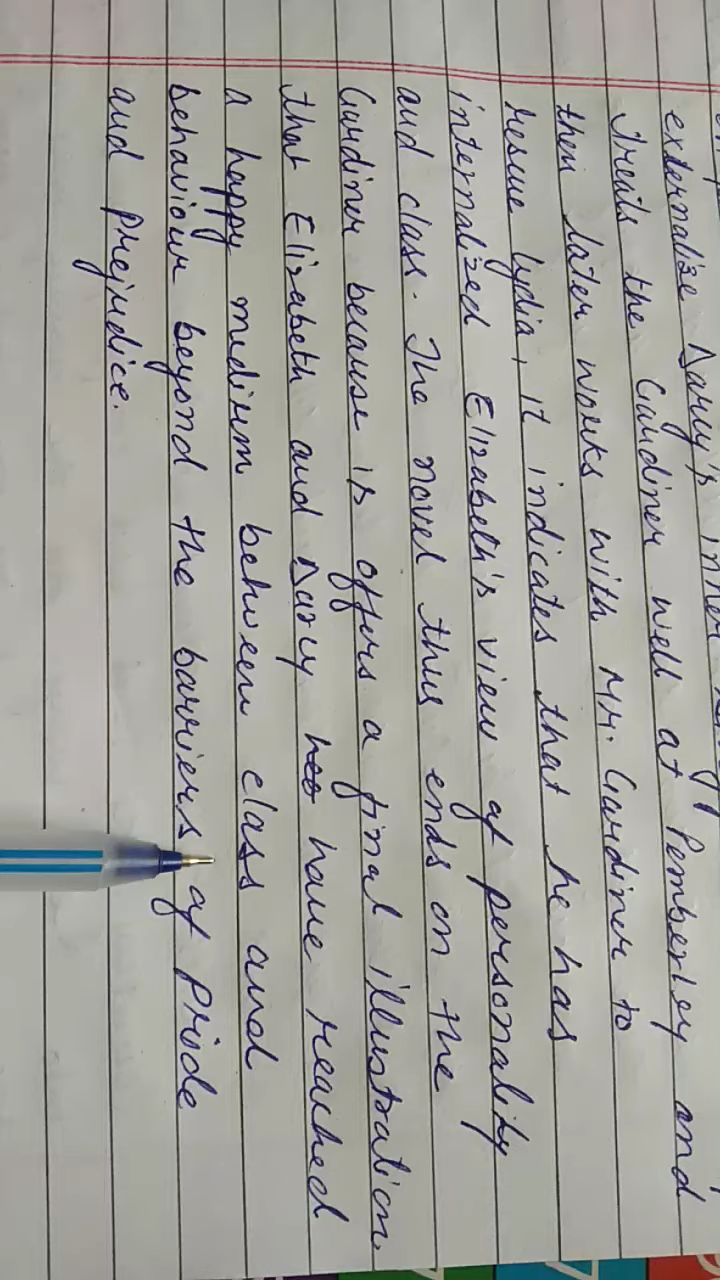 externalize Darcy's inner
Treats the Gardiner well at Pemberley and
then later works with Mr. Gardiner to
rescue Lydia, it indicates that he has
internalized Elizabeth's view of personality
and class. The novel thus ends on the
Gardiner because is offers a final illustration
that Elizabeth and Darcy have reached
a happy medium between class and
behaviour beyond the barriers of Pride
and prejudice.